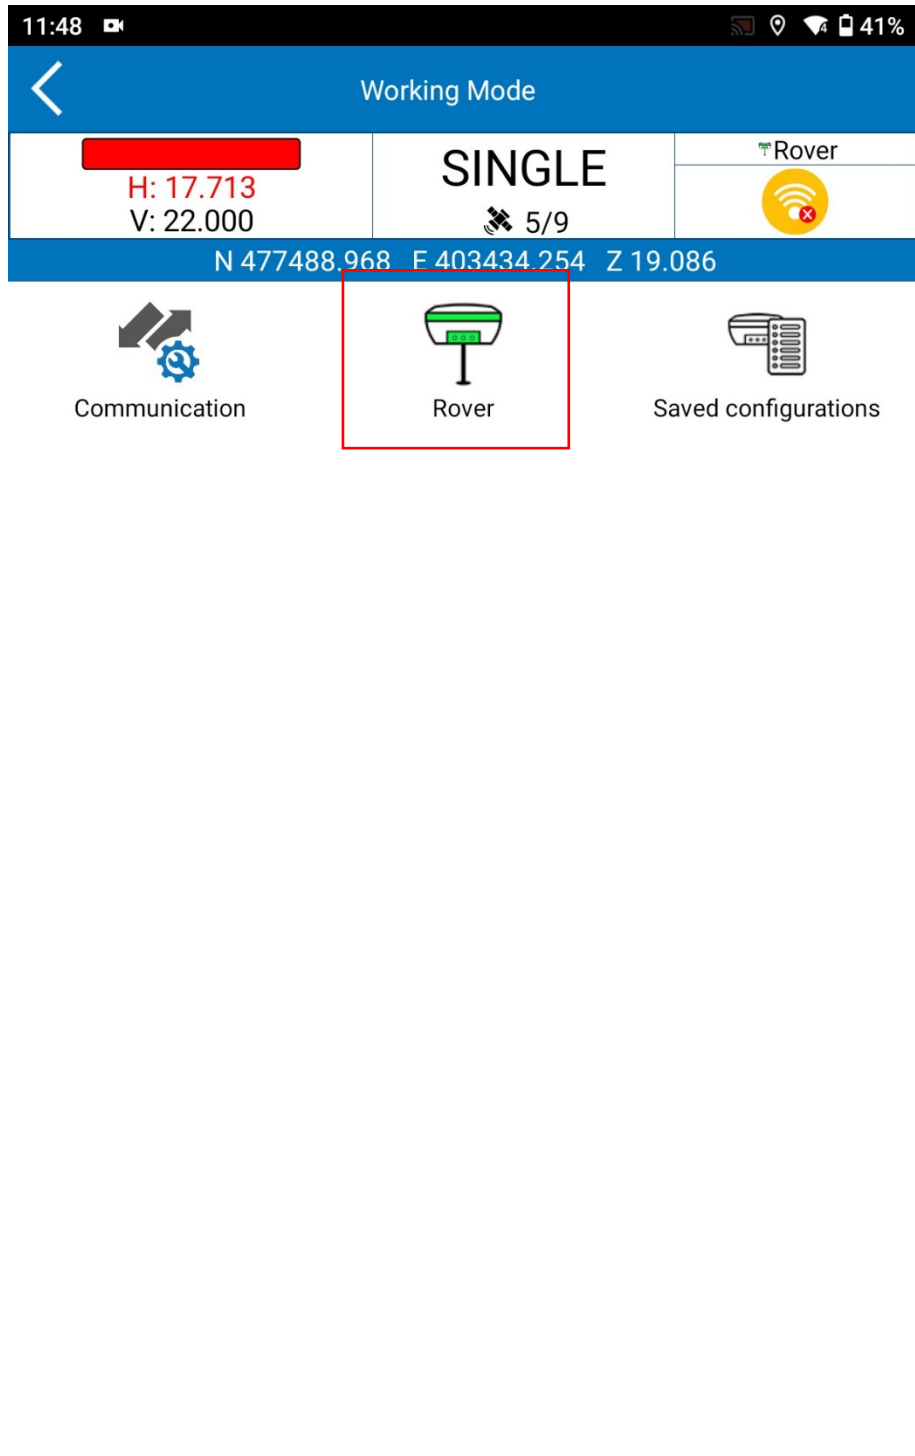 11:48 41%
Working Mode
H: 17.713
V: 22.000
SINGLE
5/9
Rover
N 477488.968 E 403434.254 Z 19.086
Communication
Rover
Saved configurations